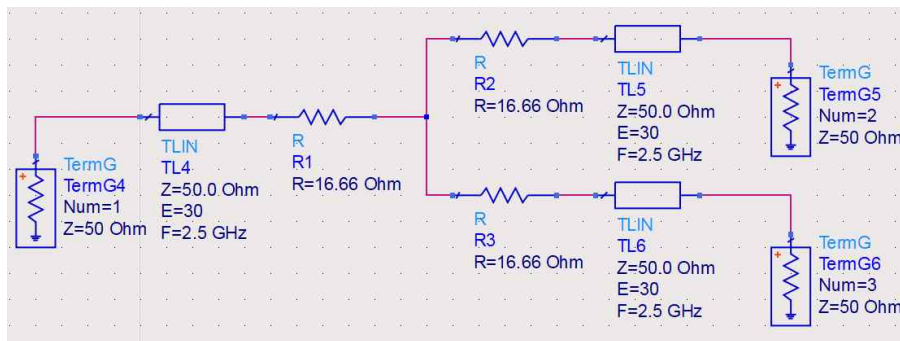 R
R2
R=16.66 Ohm
TLIN
TL5
Z=50.0 Ohm
E=30
F=2.5 GHz
TermG
TermG5
Num=2
Z=50 Ohm
TermG
TermG4
Num=1
Z=50 Ohm
TLIN
TL4
Z=50.0 Ohm
E=30
F=2.5 GHz
R
R1
R=16.66 Ohm
R
R3
R=16.66 Ohm
TLIN
TL6
Z=50.0 Ohm
E=30
F=2.5 GHz
TermG
TermG6
Num=3
Z=50 Ohm